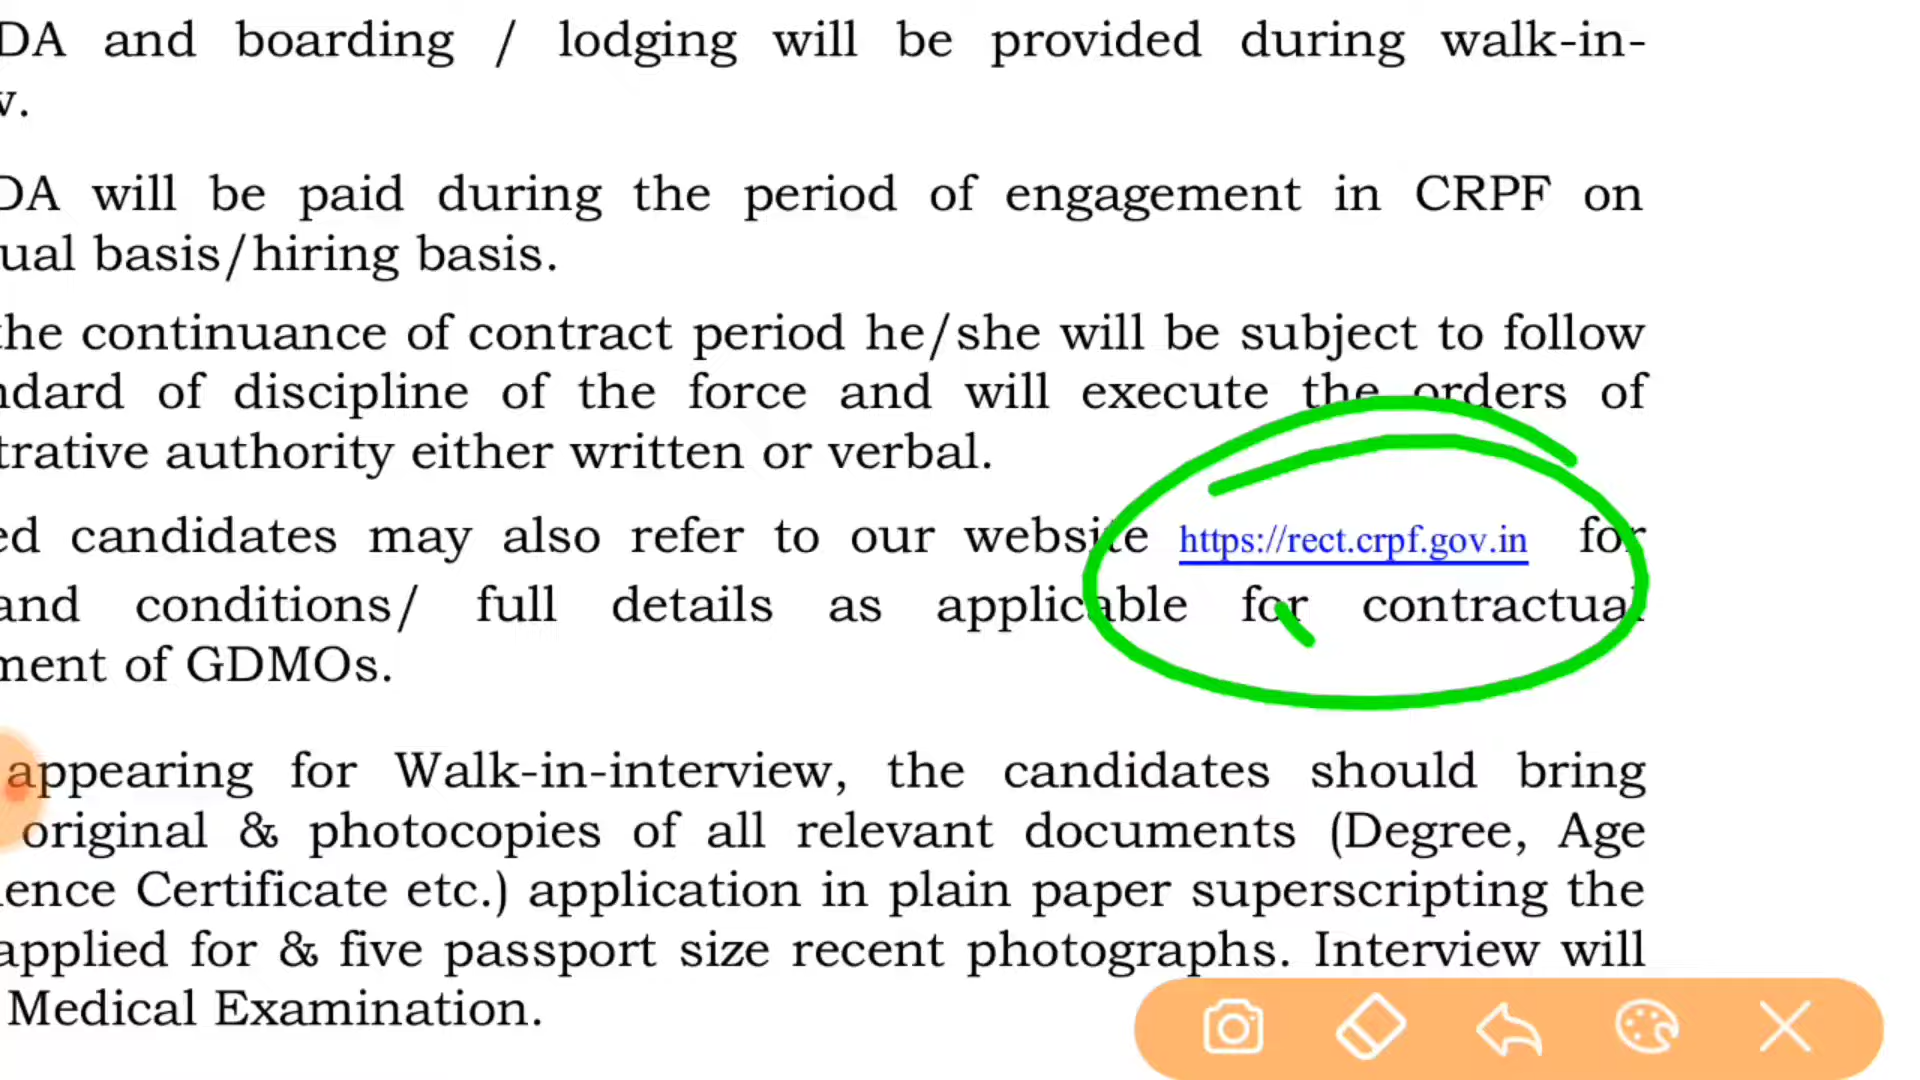 DA and boarding / lodging will be provided during walk-in-
v.
DA will be paid during the period of engagement in CRPF on
ual basis/hiring basis.
the continuance of contract period he/she will be subject to follow
ndard of discipline of the force and will execute the orders of
trative authority either written or verbal.
ed candidates may also refer to our website https://rect.crpf.gov.in for
and conditions/ full details as applicable for contractual
ment of GDMOs.
appearing for Walk-in-interview, the candidates should bring
original & photocopies of all relevant documents (Degree, Age
ience Certificate etc.) application in plain paper superscripting the
applied for & five passport size recent photographs. Interview will
Medical Examination.